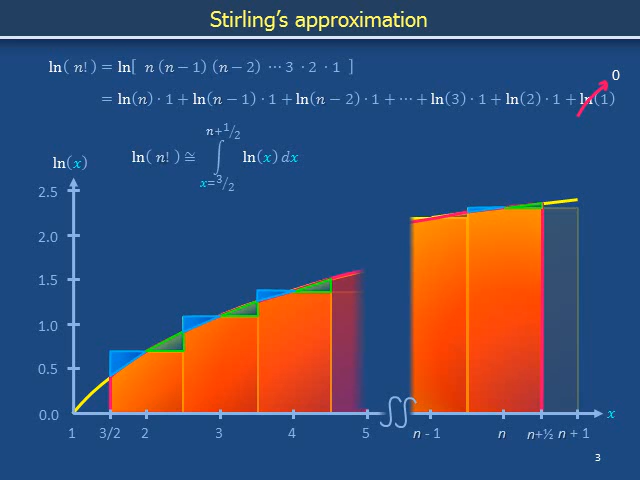 Stirling’s approximation
ln( n!) = ln[ n (n − 1) (n − 2) ⋯ 3 · 2 · 1 ]
0
= ln(n) · 1 + ln(n − 1) · 1 + ln(n − 2) · 1 + ⋯ + ln(3) · 1 + ln(2) · 1 + ln(1)
n+1/2
ln( n!) ≅ ∫ ln(x) dx
x=3/2
ln(x)
2.5
2.0
1.5
1.0
0.5
0.0
x
1 3/2 2 3 4 5 n - 1 n n+½ n + 1
3